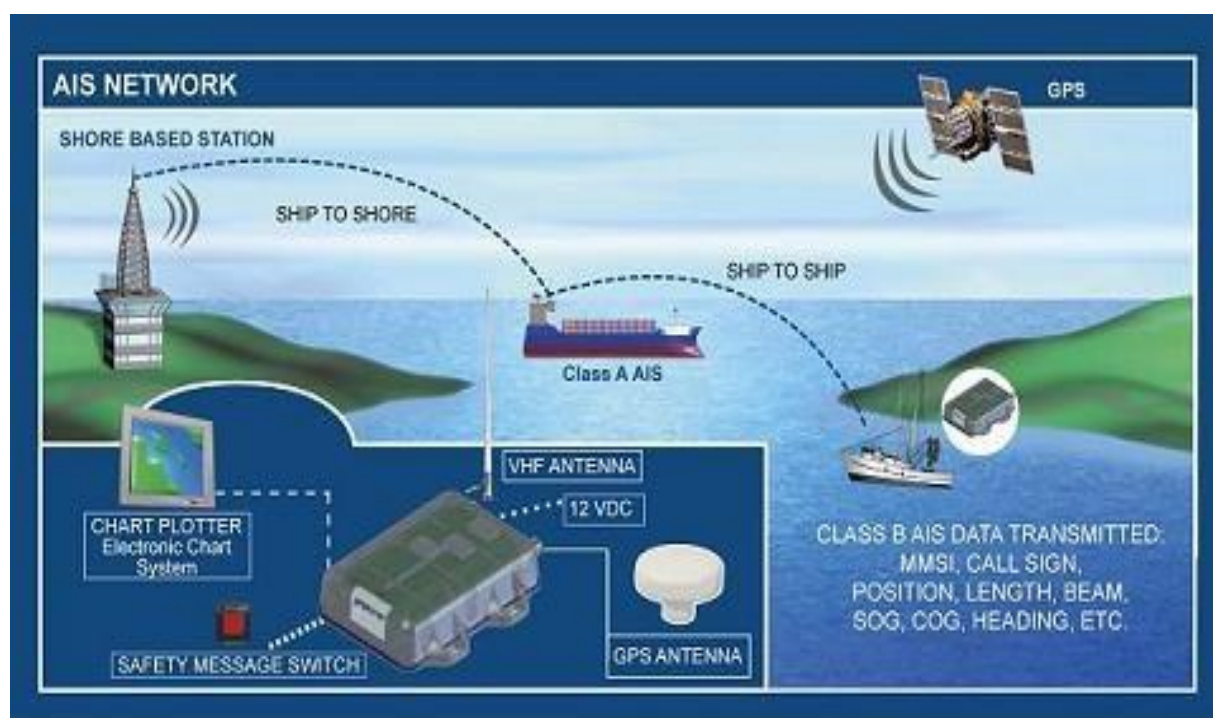 AIS NETWORK
GPS
SHORE BASED STATION
SHIP TO SHORE
SHIP TO SHIP
Class A AIS
VHF ANTENNA
12 VDC
CHART PLOTTER
Electronic Chart
System
SAFETY MESSAGE SWITCH
GPS ANTENNA
CLASS B AIS DATA TRANSMITTED:
MMSI, CALL SIGN,
POSITION, LENGTH, BEAM,
SOG, COG, HEADING, ETC.